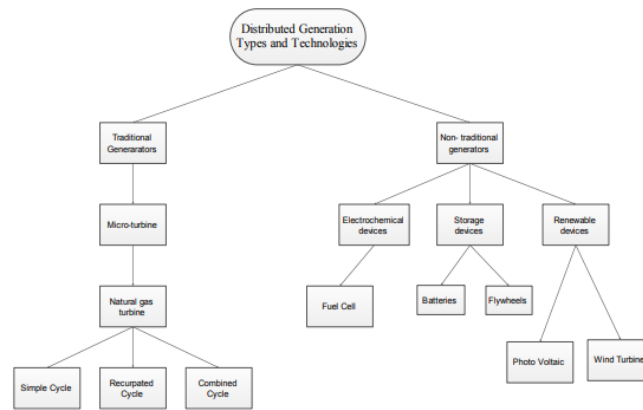 Distributed Generation
Types and Technologies
Traditional
Generarators
Non- traditional
generators
Micro-turbine
Electrochemical
devices
Storage
devices
Renewable
devices
Natural gas
turbine
Fuel Cell
Batteries
Flywheels
Photo Voltaic
Wind Turbine
Simple Cycle
Recurpated
Cycle
Combined
Cycle